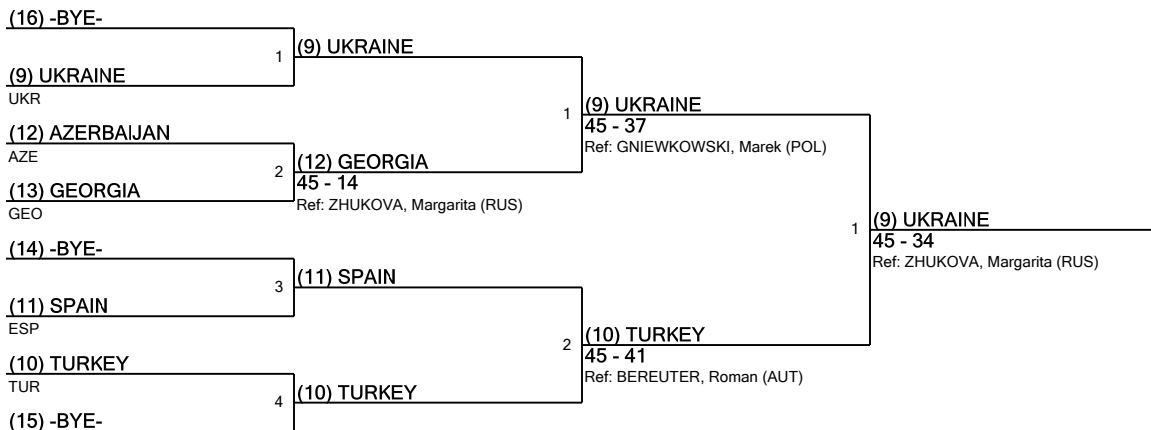 (16) -BYE-
1
(9) UKRAINE
(9) UKRAINE
UKR
1
(9) UKRAINE
45 - 37
Ref: GNIEWKOWSKI, Marek (POL)
(12) AZERBAIJAN
AZE
2
(12) GEORGIA
45 - 14
Ref: ZHUKOVA, Margarita (RUS)
(13) GEORGIA
GEO
1
(9) UKRAINE
45 - 34
Ref: ZHUKOVA, Margarita (RUS)
(14) -BYE-
3
(11) SPAIN
(11) SPAIN
ESP
2
(10) TURKEY
45 - 41
Ref: BEREUTER, Roman (AUT)
(10) TURKEY
TUR
4
(10) TURKEY
(15) -BYE-